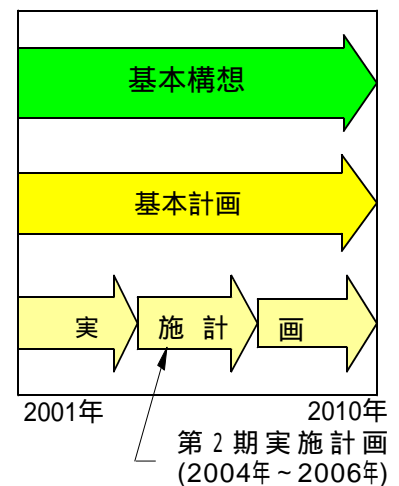 基本構想
基本計画
実 施 計 画
2001年 2010年
第２期実施計画
(2004年～2006年)